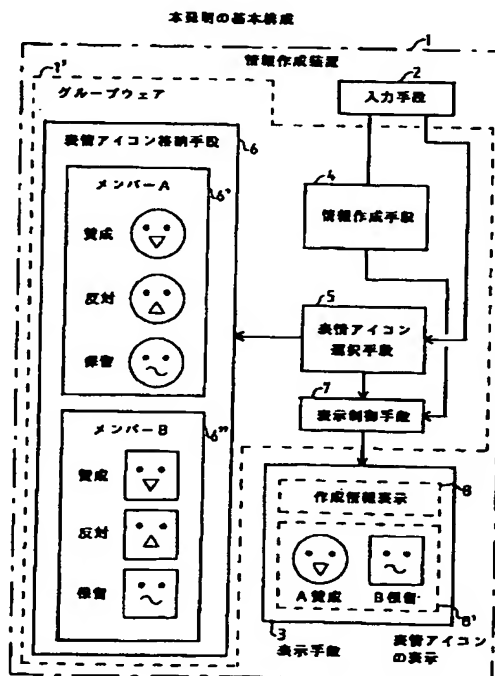 本発明の基本構成
1
情報作成装置
1'
グループウェア
2
入力手段
表情アイコン格納手段
6
メンバーA
6'
賛成
反対
保留
4
情報作成手段
5
表情アイコン
選択手段
7
表示制御手段
メンバーB
6"
賛成
反対
保留
8
作成情報表示
A賛成
B保留
8'
3
表示手段
表情アイコン
の表示